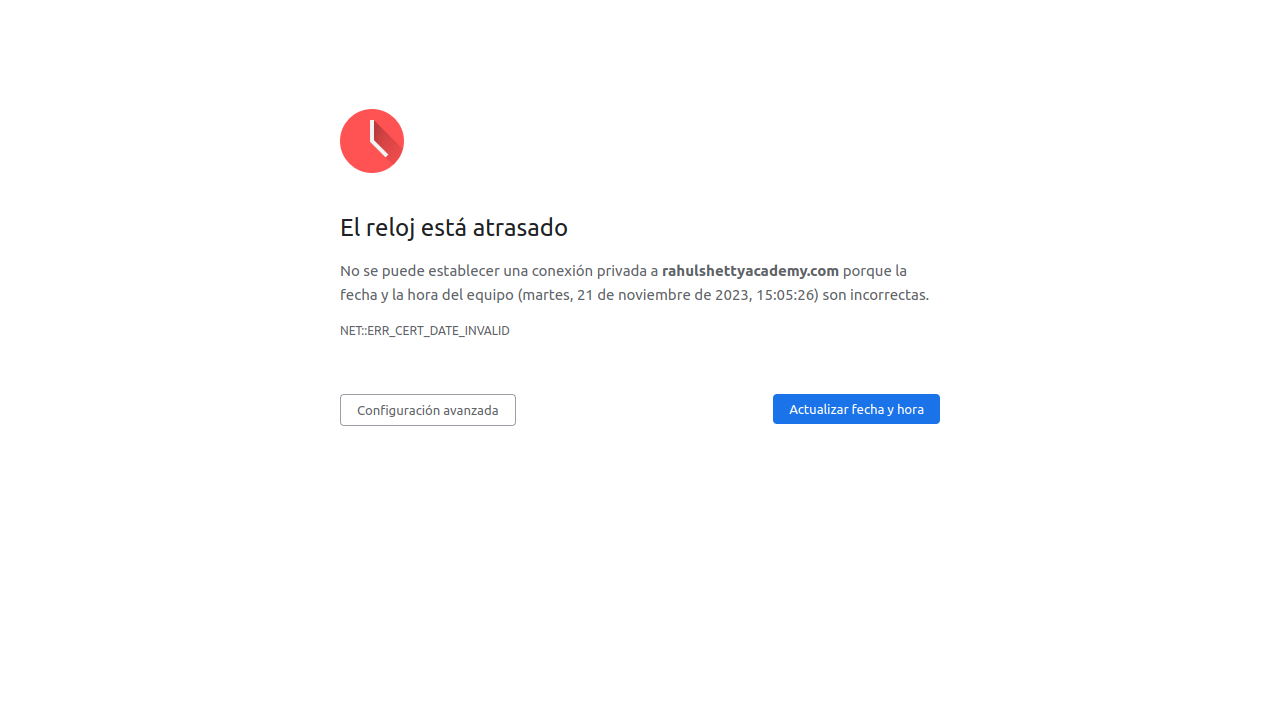 El reloj está atrasado
No se puede establecer una conexión privada a rahulshettyacademy.com porque la
fecha y la hora del equipo (martes, 21 de noviembre de 2023, 15:05:26) son incorrectas.
NET::ERR_CERT_DATE_INVALID
Configuración avanzada
Actualizar fecha y hora